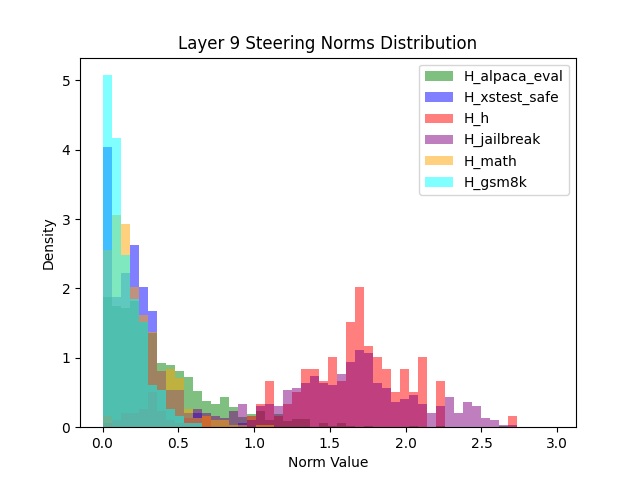 Layer 9 Steering Norms Distribution
H_alpaca_eval
H_xstest_safe
H_h
H_jailbreak
H_math
H_gsm8k
Density
5
4
3
2
1
0
0.0 0.5 1.0 1.5 2.0 2.5 3.0
Norm Value